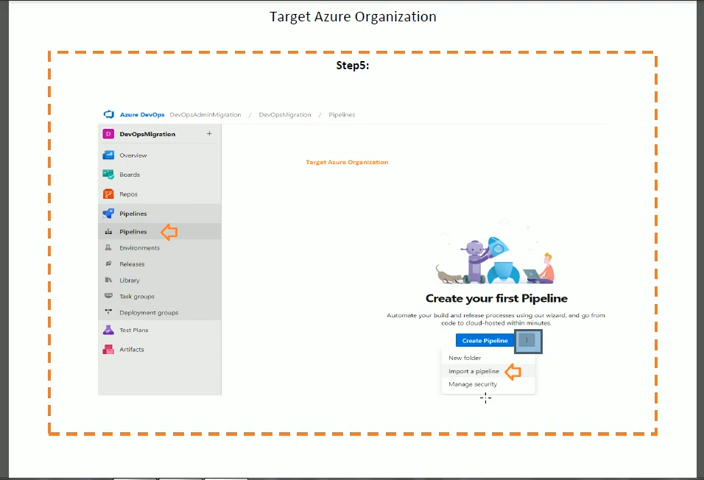 Target Azure Organization
Step5:
Azure DevOps DevOpsAdminMigration / DevOpsMigration / Pipelines
D DevOpsMigration +
Overview
Boards
Repos
Pipelines
Pipelines
Environments
Releases
Library
Task groups
Deployment groups
Test Plans
Artifacts
Target Azure Organization
Create your first Pipeline
Automate your build and release processes using our wizard, and go from
code to cloud-hosted within minutes.
Create Pipeline
New folder
Import a pipeline
Manage security